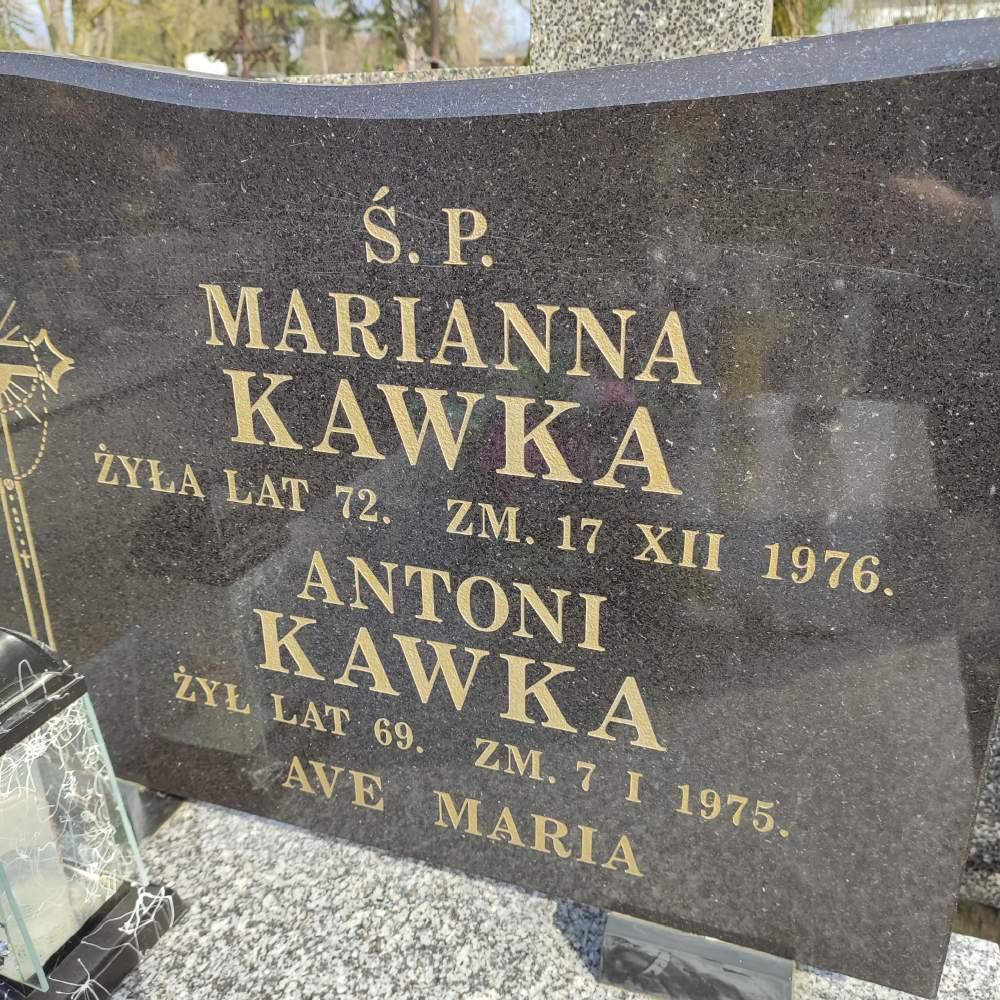 Ś. P.
MARIANNA
KAWKA
ŻYŁA LAT 72. ZM. 17 XII 1976.
ANTONI
KAWKA
ŻYŁ LAT 69. ZM. 7 I 1975.
AVE MARIA